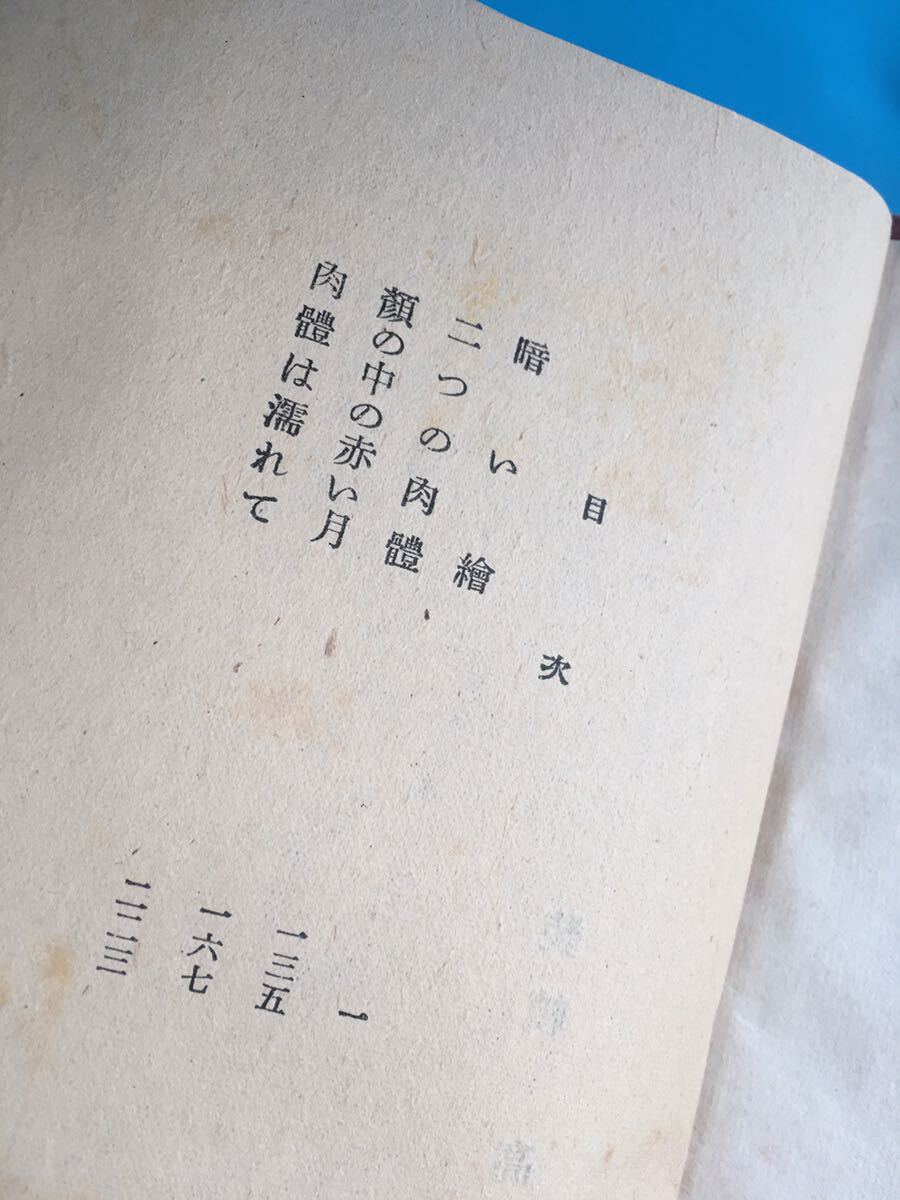 目次
暗い繪 一
二つの肉體 一三五
顏の中の赤い月 一六七
肉體は濡れて 二二三